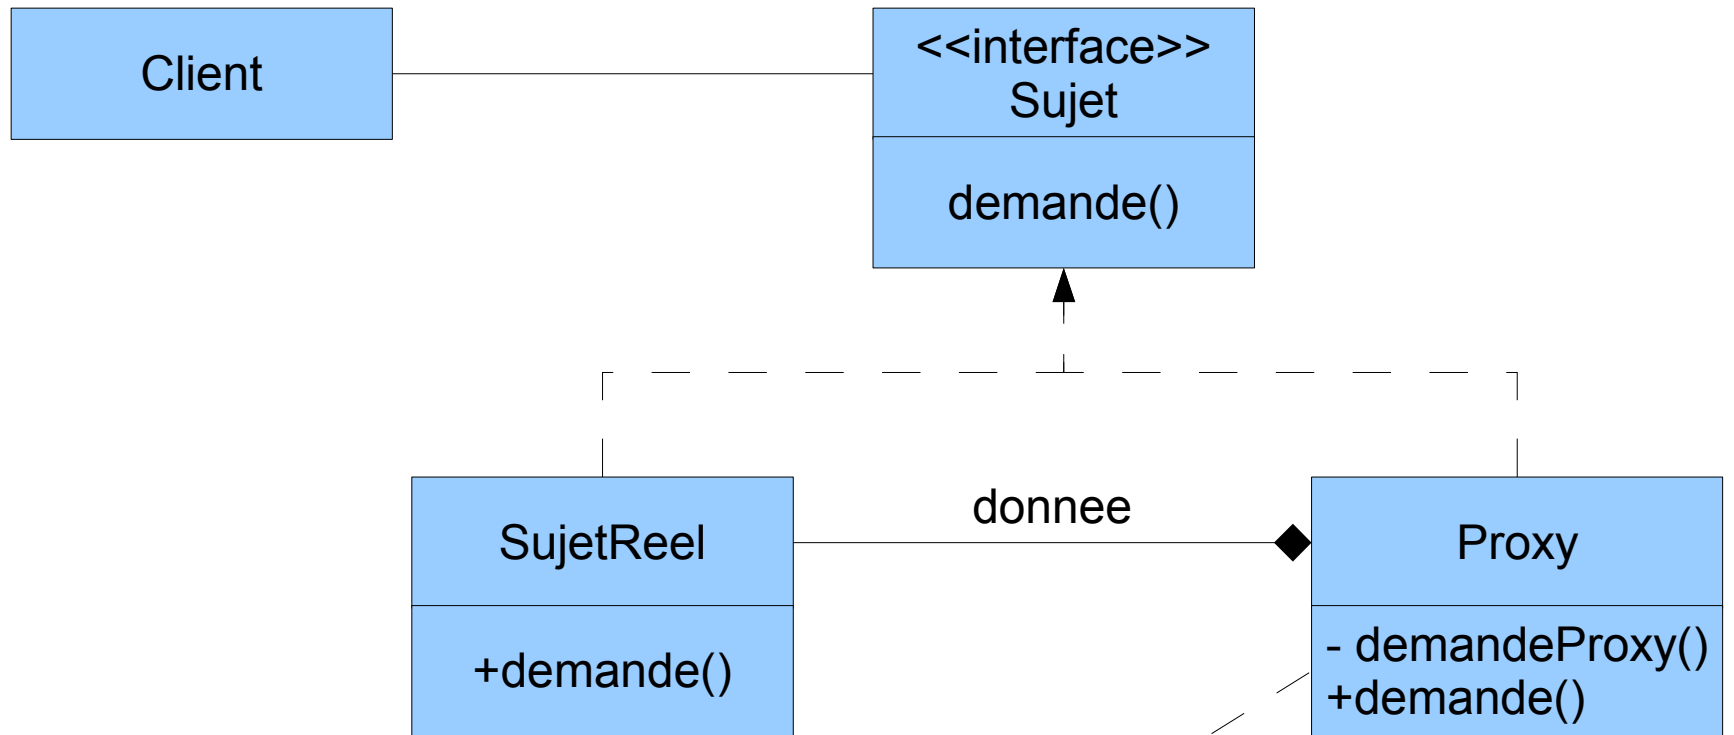 Client
<<interface>>
Sujet
demande()
donnee
SujetReel
Proxy
+demande()
- demandeProxy()
+demande()